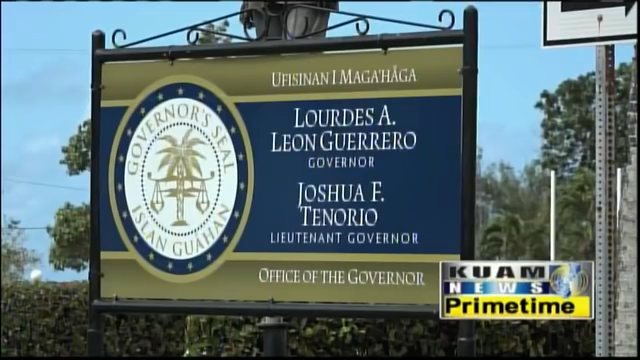 UFISINAN I MAGA'HÅGA
GOVERNOR'S SEAL
ISLAN GUÅHAN
LOURDES A.
LEON GUERRERO
GOVERNOR
JOSHUA F.
TENORIO
LIEUTENANT GOVERNOR
OFFICE OF THE GOVERNOR
KUAM
NEWS
Primetime